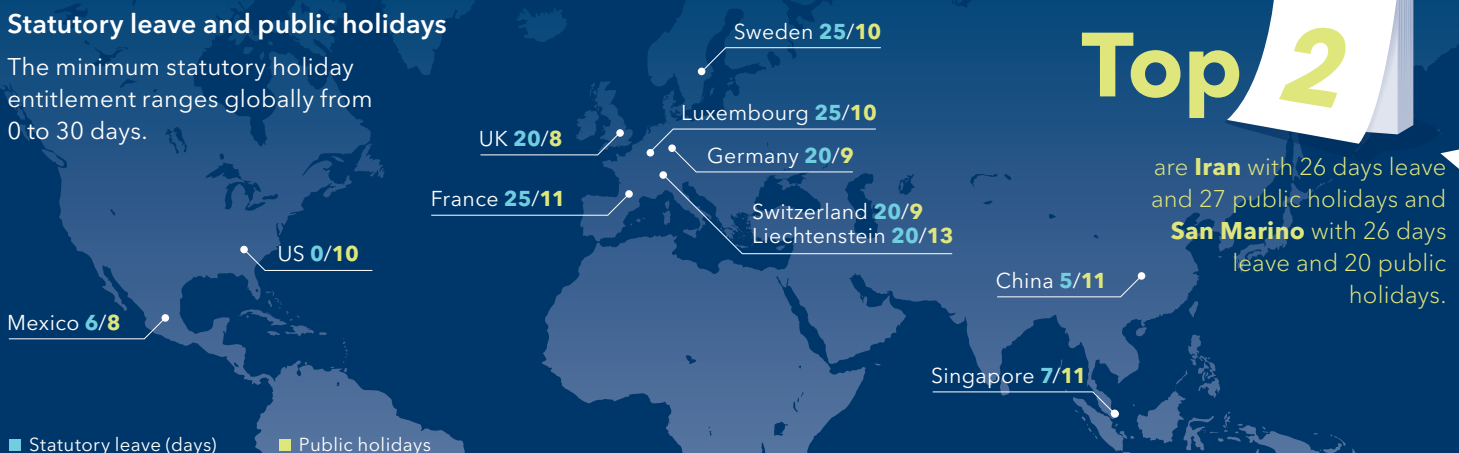 Statutory leave and public holidays
The minimum statutory holiday
entitlement ranges globally from
0 to 30 days.
Sweden 25/10
Luxembourg 25/10
UK 20/8
Germany 20/9
France 25/11
Switzerland 20/9
Liechtenstein 20/13
US 0/10
China 5/11
Mexico 6/8
Singapore 7/11
Top 2
are Iran with 26 days leave
and 27 public holidays and
San Marino with 26 days
leave and 20 public
holidays.
Statutory leave (days)
Public holidays